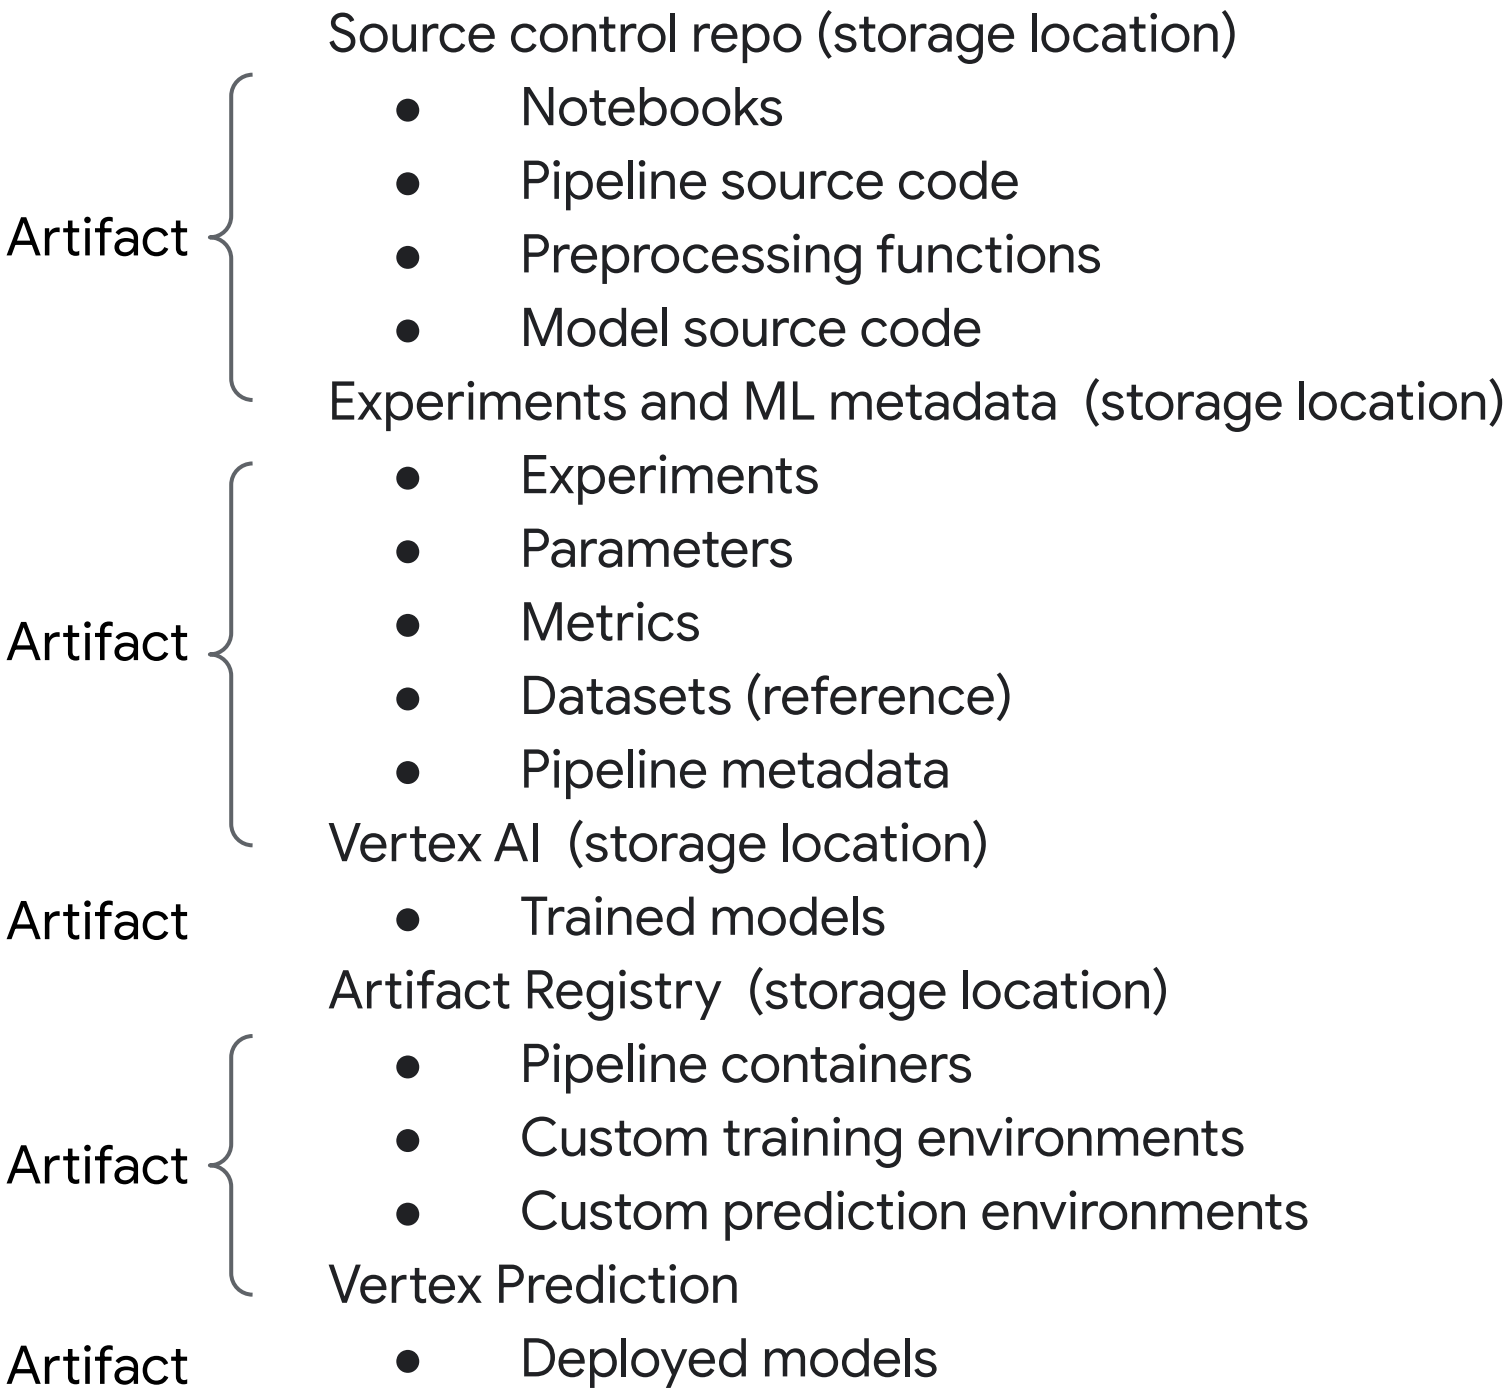 Source control repo (storage location)
● Notebooks
● Pipeline source code
Artifact
● Preprocessing functions
● Model source code
Experiments and ML metadata (storage location)
● Experiments
● Parameters
● Metrics
Artifact
● Datasets (reference)
● Pipeline metadata
Vertex AI (storage location)
Artifact ● Trained models
Artifact Registry (storage location)
● Pipeline containers
● Custom training environments
Artifact
● Custom prediction environments
Vertex Prediction
Artifact ● Deployed models